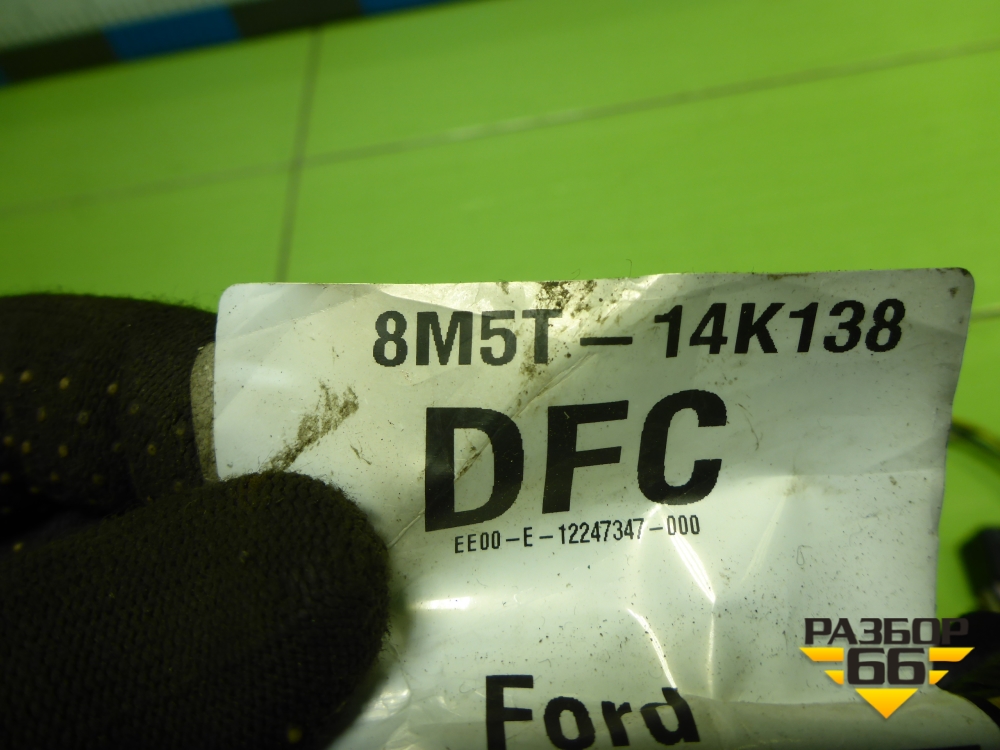 8M5T – 14K138
DFC
EE00 – E – 12247347 – 000
Ford
РАЗБОР
66